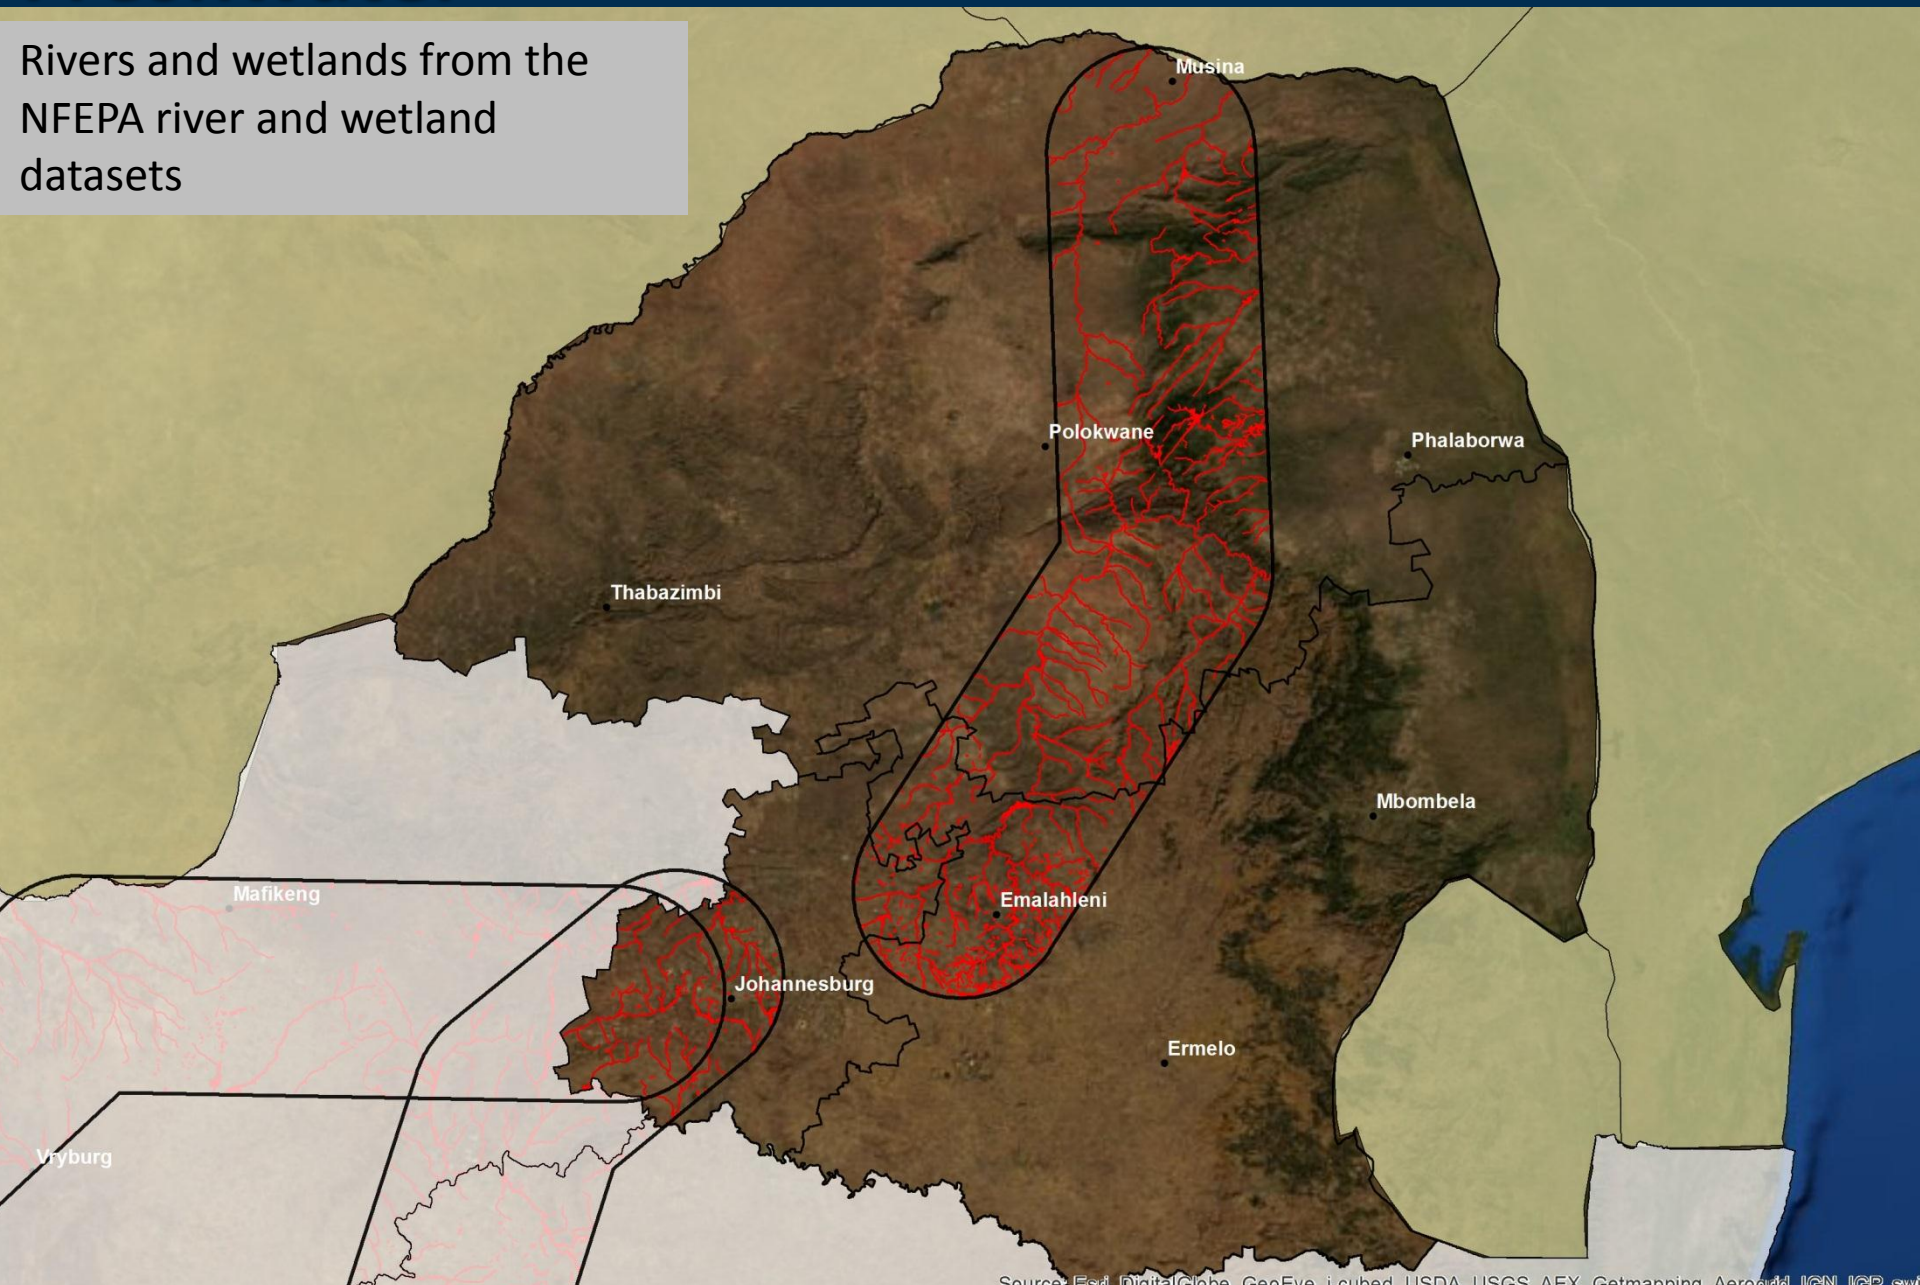 Rivers and wetlands from the
NFEPA river and wetland
datasets
Musina
Polokwane
Phalaborwa
Thabazimbi
Mbombela
Mafikeng
Emalahleni
Johannesburg
Ermelo
Vryburg
Source: Esri, DigitalGlobe, GeoEye, i-cubed, USDA, USGS, AEX, Getmapping, Aerogrid, IGN, IGP,